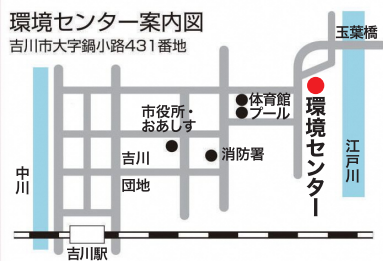 環境センター案内図
吉川市大字鍋小路431番地
玉葉橋
体育館
プール
市役所・
おあしす
消防署
吉川
団地
環境センター
江戸川
中川
吉川駅